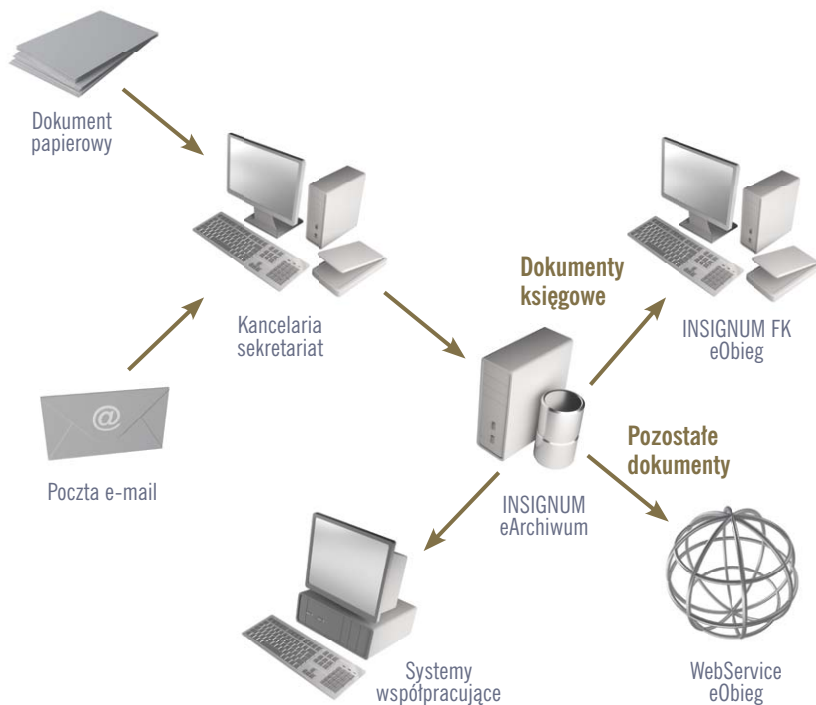 Dokument
papierowy
Kancelaria
sekretariat
@
Poczta e-mail
Dokumenty
księgowe
INSIGNUM FK
eObieg
INSIGNUM
eArchiwum
Pozostałe
dokumenty
Systemy
współpracujące
WebService
eObieg